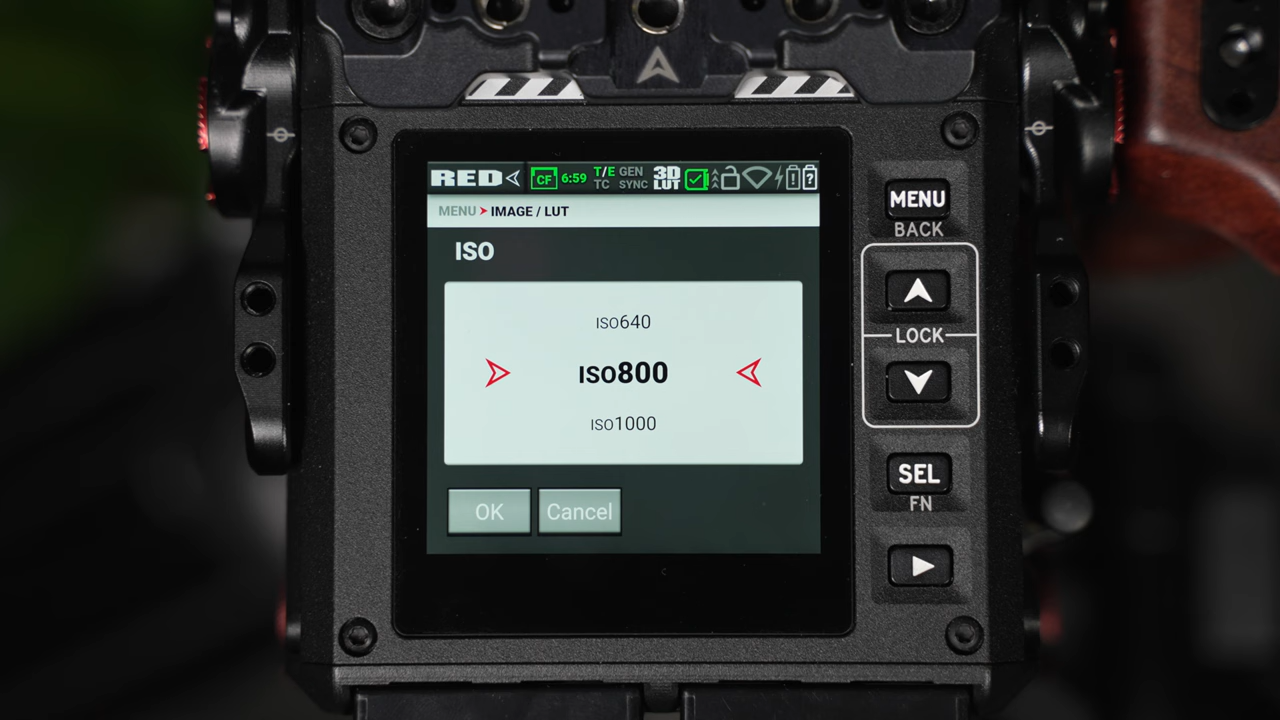 RED CF 6:59 T/E GEN 3D
TC SYNC LUT
MENU IMAGE / LUT
ISO
ISO640
ISO800
ISO1000
OK Cancel
MENU
BACK
LOCK
SEL
FN